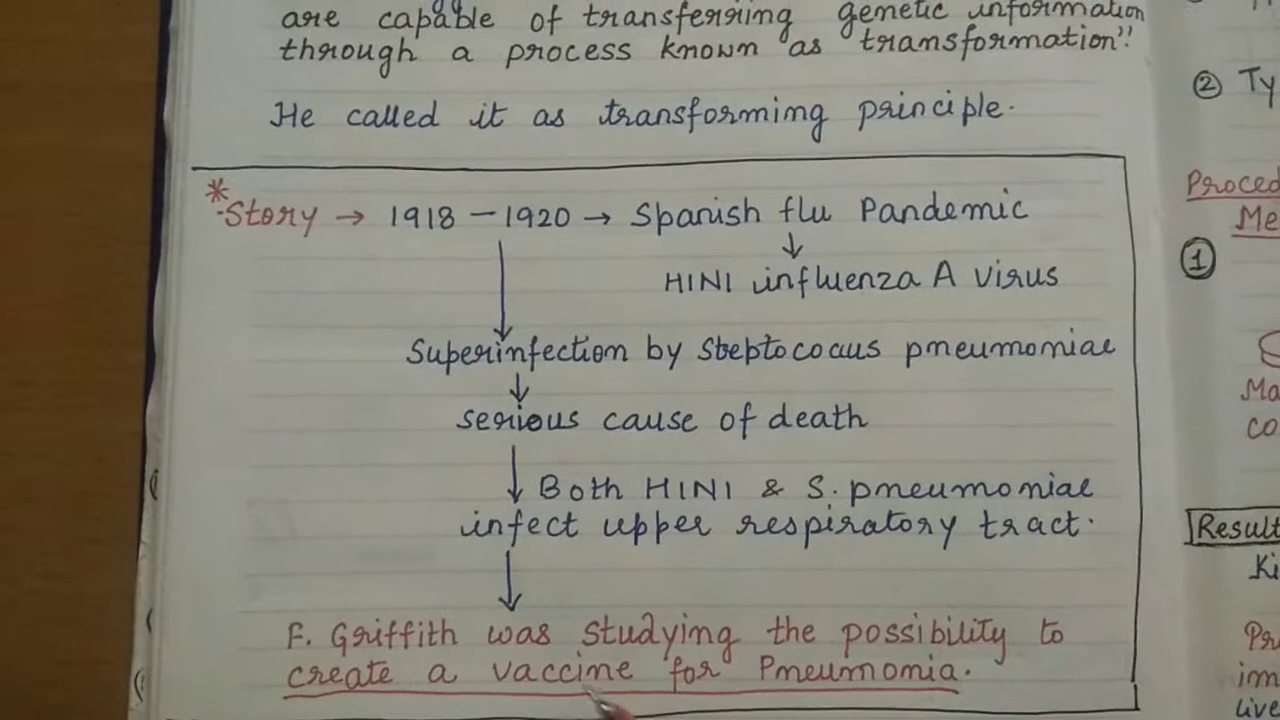 are capable of transferring genetic information
through a process known as "transformation".
He called it as transforming principle.
*Story → 1918 - 1920 → Spanish flu Pandemic
↓
H1N1 influenza A virus
Superinfection by Steptococus pneumoniae
↓
serious cause of death
↓ Both H1N1 & S. pneumoniae
infect upper respiratory tract.
↓
F. Griffith was studying the possibility to
create a vaccine for Pneumonia.
② Ty
Proced
Me
①
Ma
co
Result
Ki
Pr
im
live